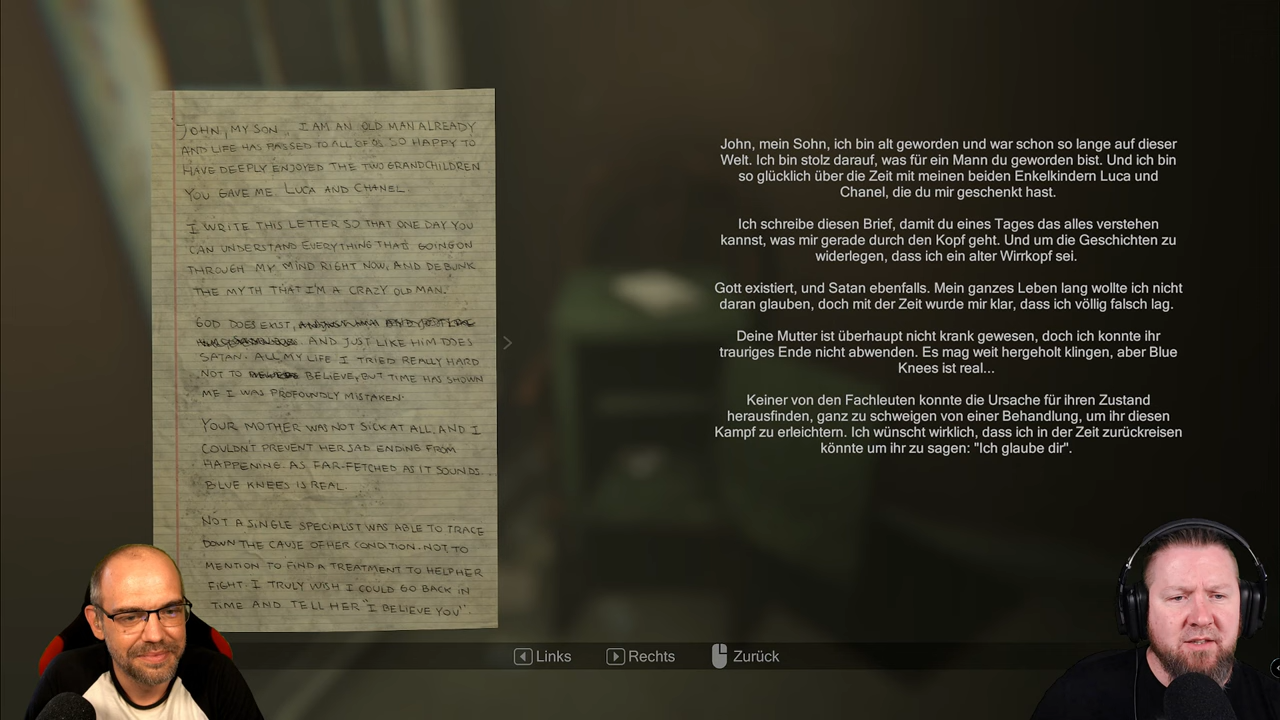 JOHN, MY SON, I AM AN OLD MAN ALREADY
AND LIFE HAS PASSED TO ALL OF US. SO HAPPY TO
HAVE DEEPLY ENJOYED THE TWO GRANDCHILDREN
YOU GAVE ME. LUCA AND CHANEL.
I WRITE THIS LETTER SO THAT ONE DAY YOU
CAN UNDERSTAND EVERYTHING THAT'S GOING ON
THROUGH MY MIND RIGHT NOW, AND DEBUNK
THE MYTH THAT I'M A CRAZY OLD MAN.
GOD DOES EXIST,
AND JUST LIKE HIM DOES
SATAN. ALL MY LIFE I TRIED REALLY HARD
NOT TO BELIEVE, BUT TIME HAS SHOWN
ME I WAS PROFOUNDLY MISTAKEN.
YOUR MOTHER WAS NOT SICK AT ALL, AND I
COULDN'T PREVENT HER SAD ENDING FROM
HAPPENING. AS FAR-FETCHED AS IT SOUNDS
BLUE KNEES IS REAL.
NOT A SINGLE SPECIALIST WAS ABLE TO TRACE
DOWN THE CAUSE OF HER CONDITION-NOT TO
MENTION TO FIND A TREATMENT TO HELP HER
FIGHT. I TRULY WISH I COULD GO BACK IN
TIME AND TELL HER "I BELIEVE YOU".
John, mein Sohn, ich bin alt geworden und war schon so lange auf dieser
Welt. Ich bin stolz darauf, was für ein Mann du geworden bist. Und ich bin
so glücklich über die Zeit mit meinen beiden Enkelkindern Luca und
Chanel, die du mir geschenkt hast.
Ich schreibe diesen Brief, damit du eines Tages das alles verstehen
kannst, was mir gerade durch den Kopf geht. Und um die Geschichten zu
widerlegen, dass ich ein alter Wirrkopf sei.
Gott existiert, und Satan ebenfalls. Mein ganzes Leben lang wollte ich nicht
daran glauben, doch mit der Zeit wurde mir klar, dass ich völlig falsch lag.
Deine Mutter ist überhaupt nicht krank gewesen, doch ich konnte ihr
trauriges Ende nicht abwenden. Es mag weit hergeholt klingen, aber Blue
Knees ist real...
Keiner von den Fachleuten konnte die Ursache für ihren Zustand
herausfinden, ganz zu schweigen von einer Behandlung, um ihr diesen
Kampf zu erleichtern. Ich wünscht wirklich, dass ich in der Zeit zurückreisen
könnte um ihr zu sagen: "Ich glaube dir".
Links Rechts Zurück